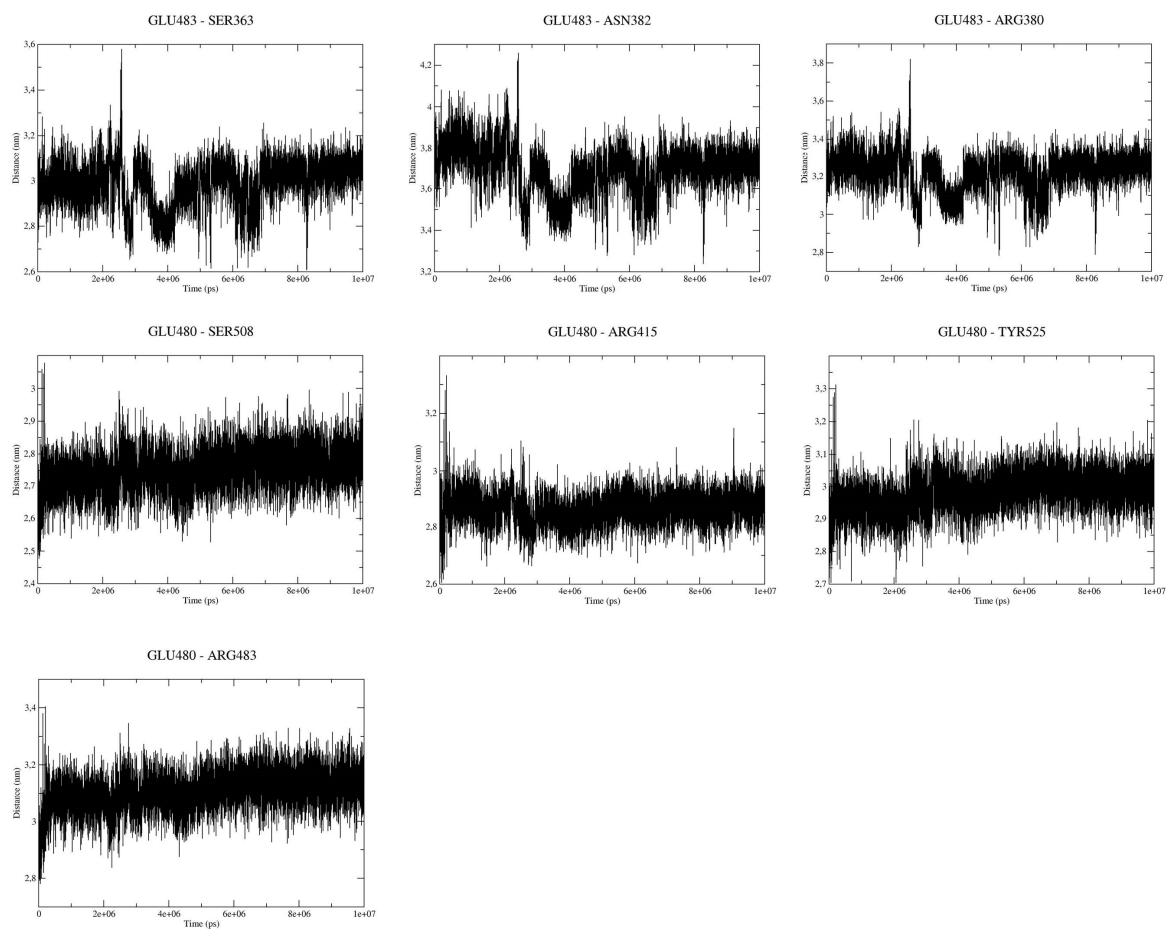 GLU483 - SER363
3,6
3,4
3,2
3
2,8
2,6
Distance (nm)
0 2e+06 4e+06 6e+06 8e+06 1e+07
Time (ps)
GLU483 - ASN382
4,2
4
3,8
3,6
3,4
3,2
Distance (nm)
0 2e+06 4e+06 6e+06 8e+06 1e+07
Time (ps)
GLU483 - ARG380
3,8
3,6
3,4
3,2
3
2,8
Distance (nm)
0 2e+06 4e+06 6e+06 8e+06 1e+07
Time (ps)
GLU480 - SER508
3
2,9
2,8
2,7
2,6
2,5
2,4
Distance (nm)
0 2e+06 4e+06 6e+06 8e+06 1e+07
Time (ps)
GLU480 - ARG415
3,2
3
2,8
2,6
Distance (nm)
0 2e+06 4e+06 6e+06 8e+06 1e+07
Time (ps)
GLU480 - TYR525
3,3
3,2
3,1
3
2,9
2,8
2,7
Distance (nm)
0 2e+06 4e+06 6e+06 8e+06 1e+07
Time (ps)
GLU480 - ARG483
3,4
3,2
3
2,8
Distance (nm)
0 2e+06 4e+06 6e+06 8e+06 1e+07
Time (ps)